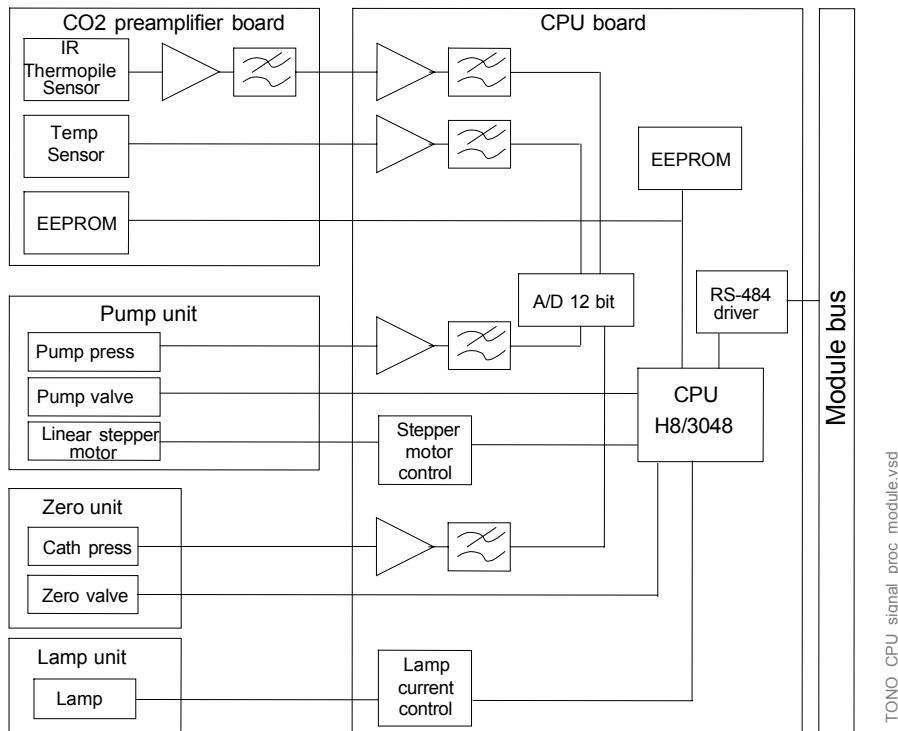 CO2 preamplifier board
IR
Thermopile
Sensor
Temp
Sensor
EEPROM
CPU board
EEPROM
A/D 12 bit
RS-484
driver
CPU
H8/3048
Stepper
motor
control
Lamp
current
control
Pump unit
Pump press
Pump valve
Linear stepper
motor
Zero unit
Cath press
Zero valve
Lamp unit
Lamp
Module bus
TONO CPU signal proc module.vsd